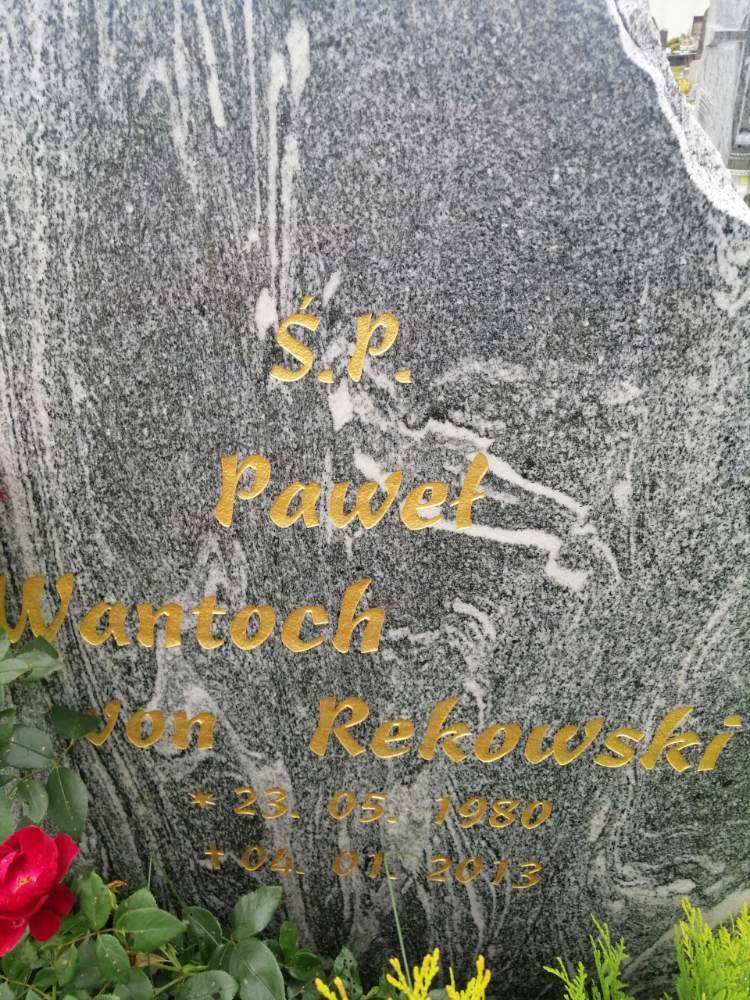 Ś.P.
Paweł
Wantoch
von Rekowski
* 23. 05. 1980
+ 04. 01. 2013